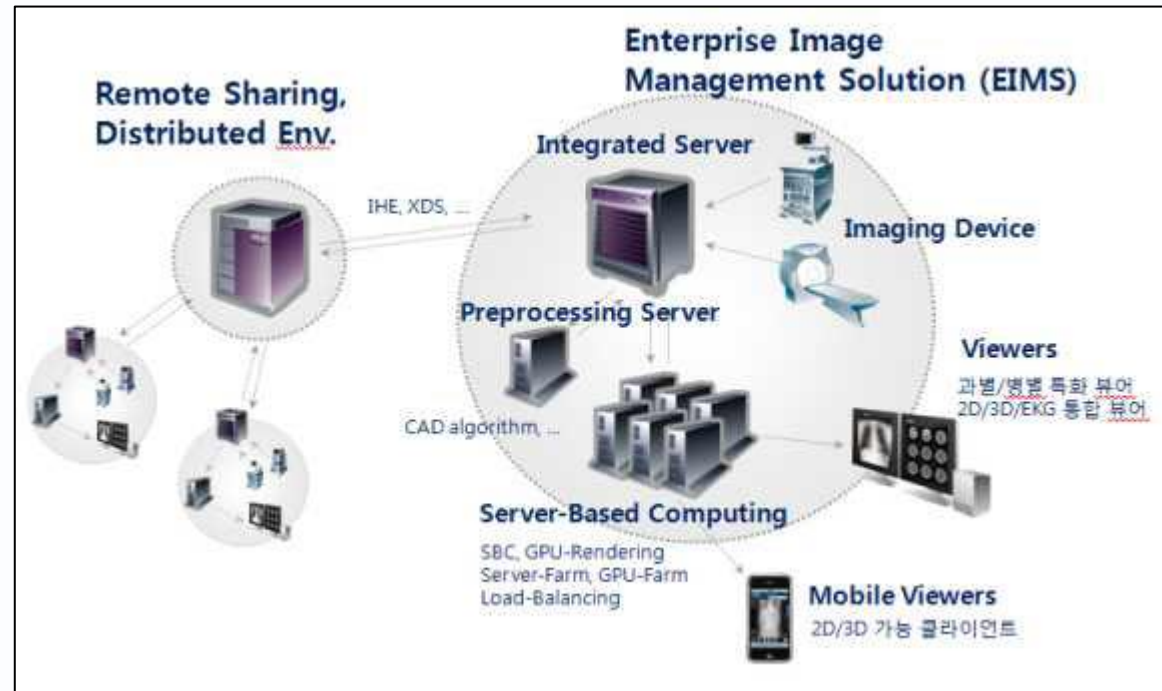 Enterprise Image
Management Solution (EIMS)
Remote Sharing,
Distributed Env.
Integrated Server
IHE, XDS, ...
Imaging Device
Preprocessing Server
Viewers
과별/병별 특화 뷰어
2D/3D/EKG 통합 뷰어
CAD algorithm, ...
Server-Based Computing
SBC, GPU-Rendering
Server-Farm, GPU-Farm
Load-Balancing
Mobile Viewers
2D/3D 가능 클라이언트